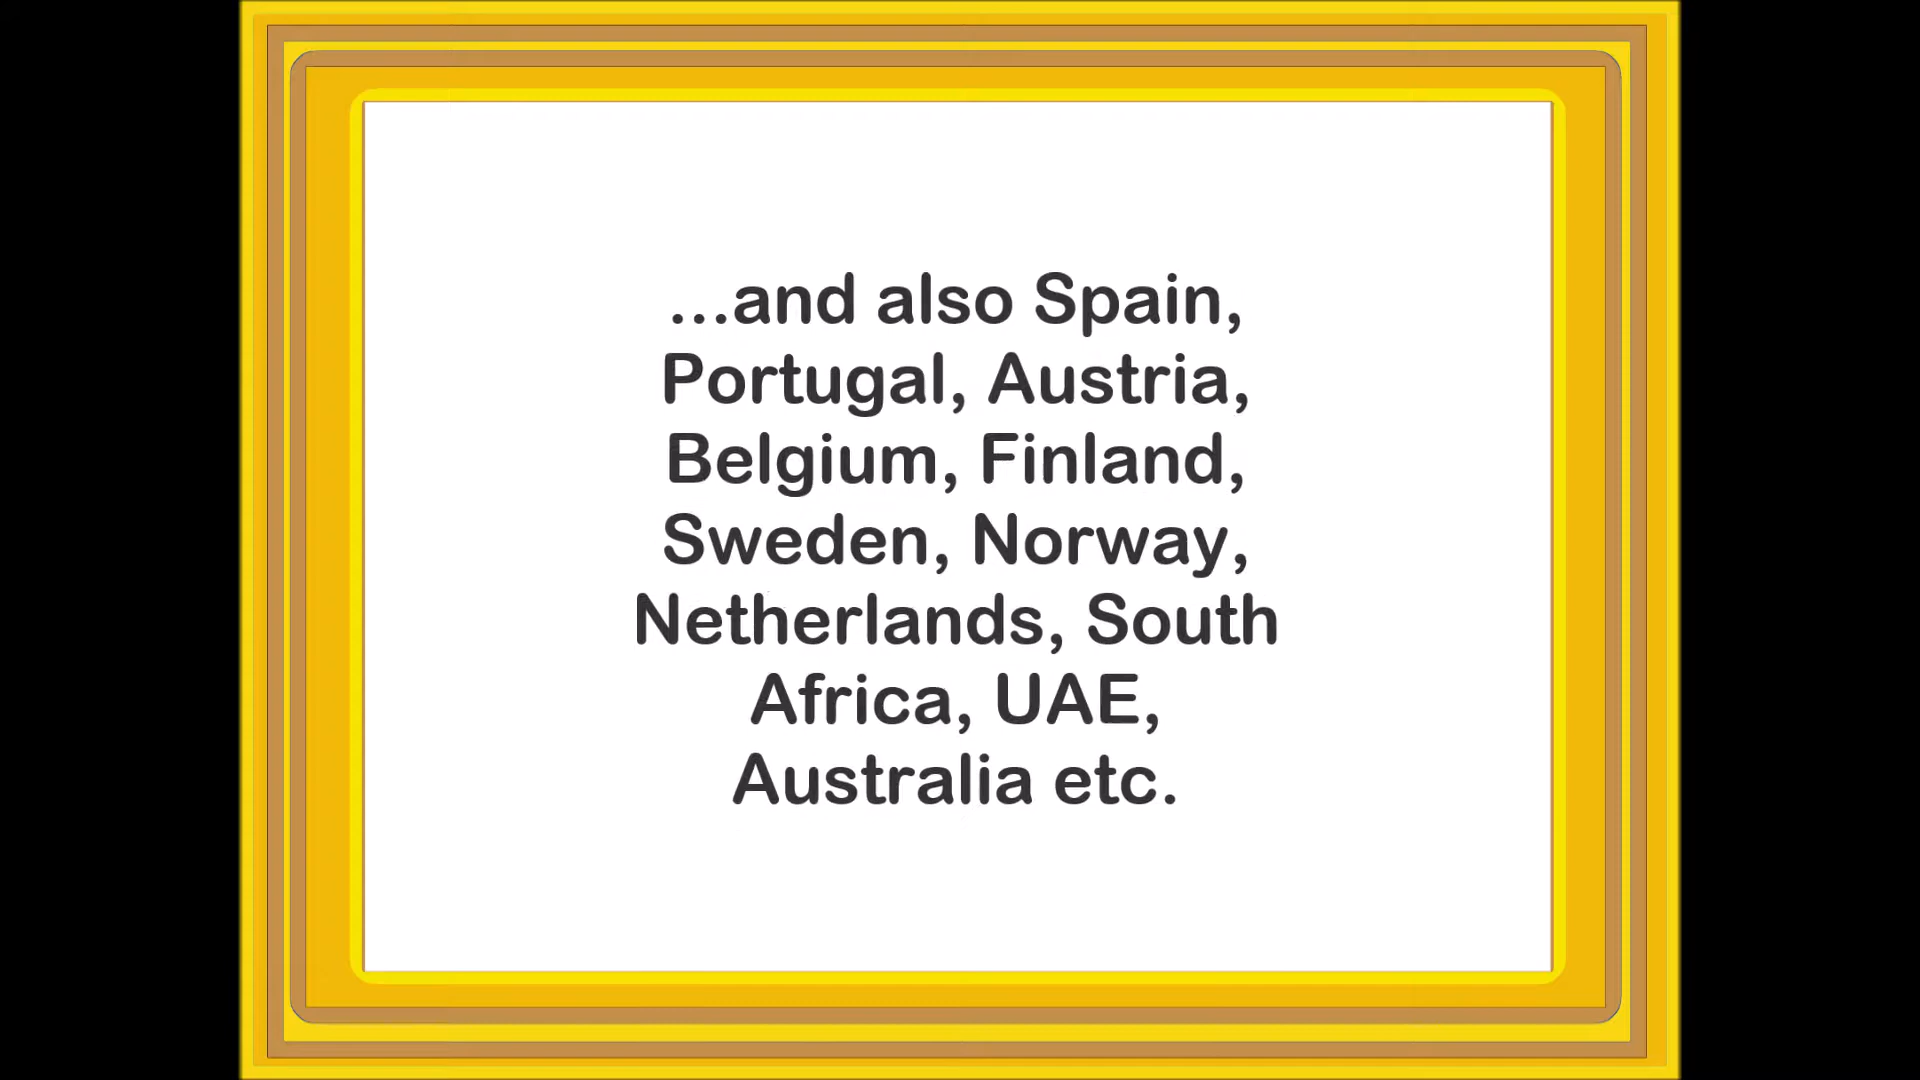 ...and also Spain,
Portugal, Austria,
Belgium, Finland,
Sweden, Norway,
Netherlands, South
Africa, UAE,
Australia etc.